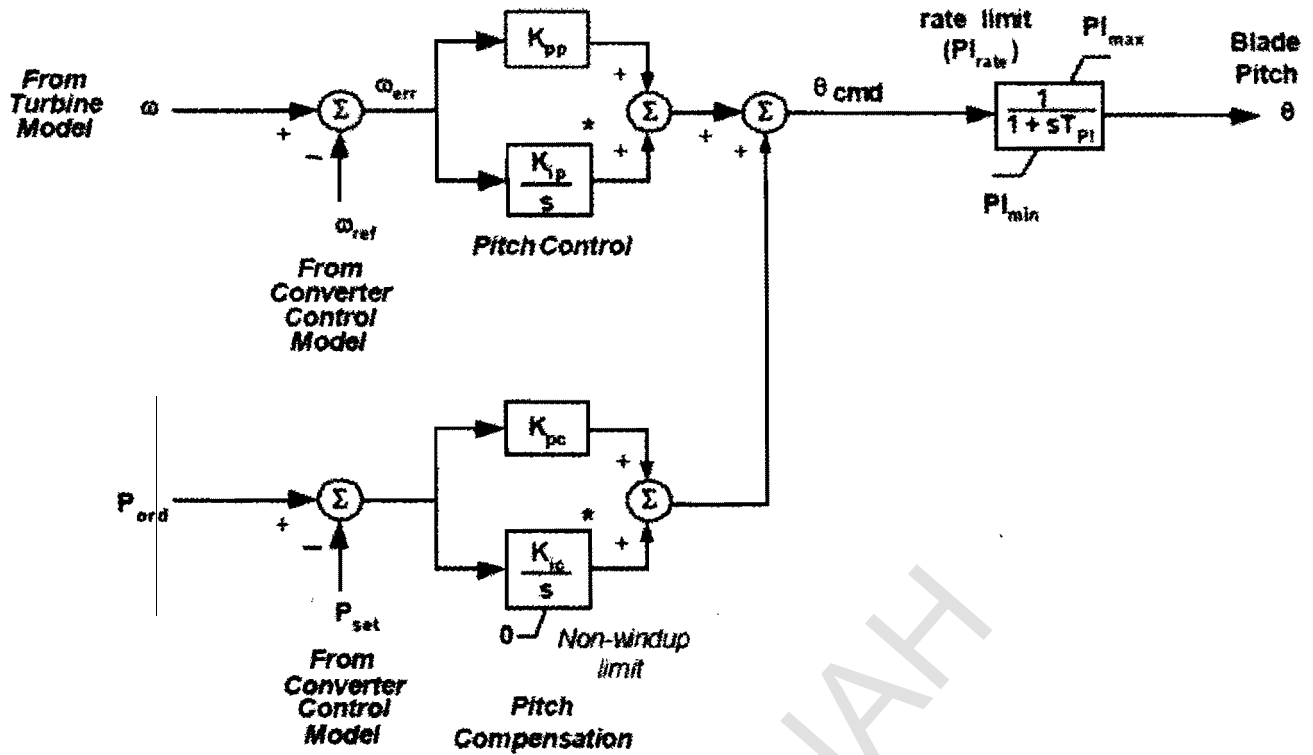 rate limit
(PI_rate)
PI_max
Blade
Pitch
θ
From
Turbine
Model
ω
+
−
Σ
ω_err
K_pp
K_ip
s
*
+
+
Σ
+
+
Σ
θ cmd
1
1 + sT_PI
PI_min
ω_ref
Pitch Control
From
Converter
Control
Model
P_ord
+
−
Σ
K_pc
K_ic
s
*
+
+
Σ
0
Non-windup
limit
P_set
From
Converter
Control
Model
Pitch
Compensation